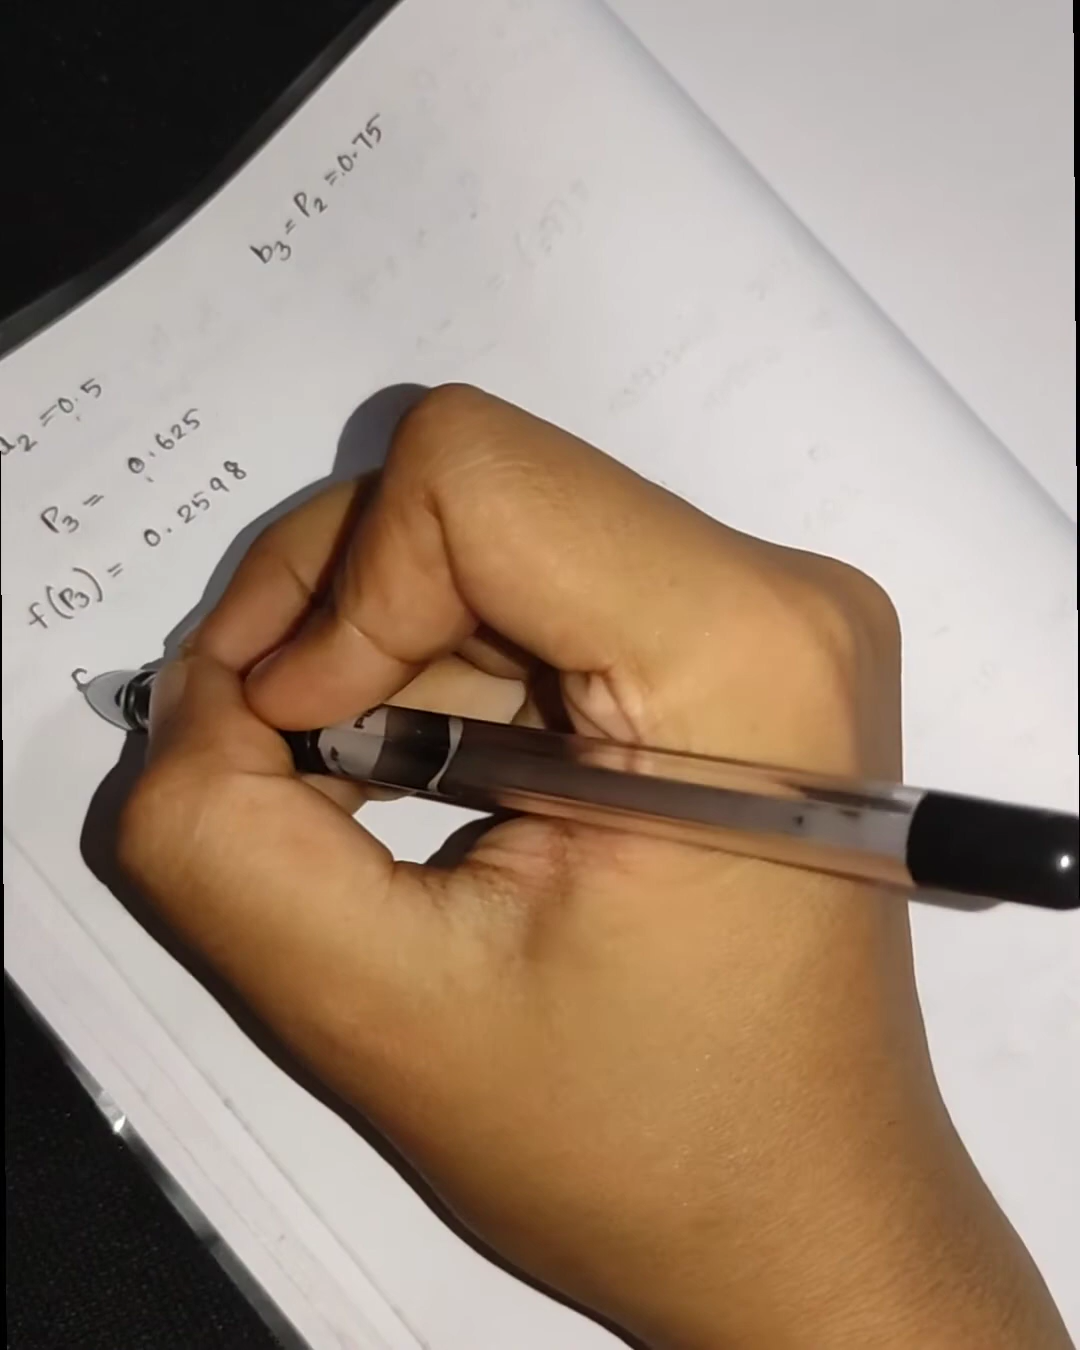 b₃ = P₂ = 0.75
a₂ = 0.5
P₃ = 0.625
f(P₃) = 0.2598